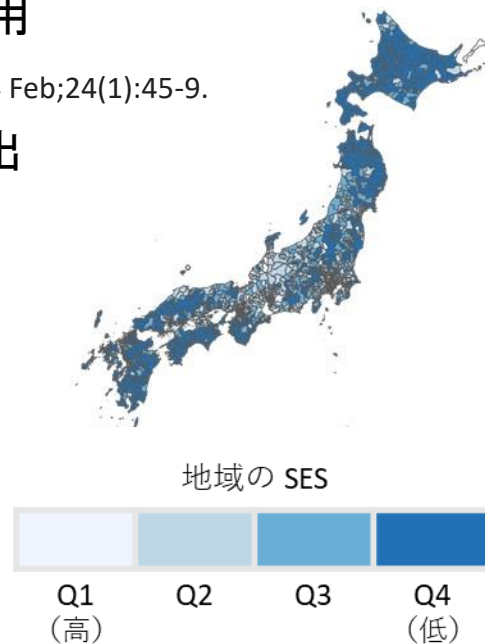 用
Feb;24(1):45-9.
出
地域の SES
Q1 Q2 Q3 Q4
（高） （低）